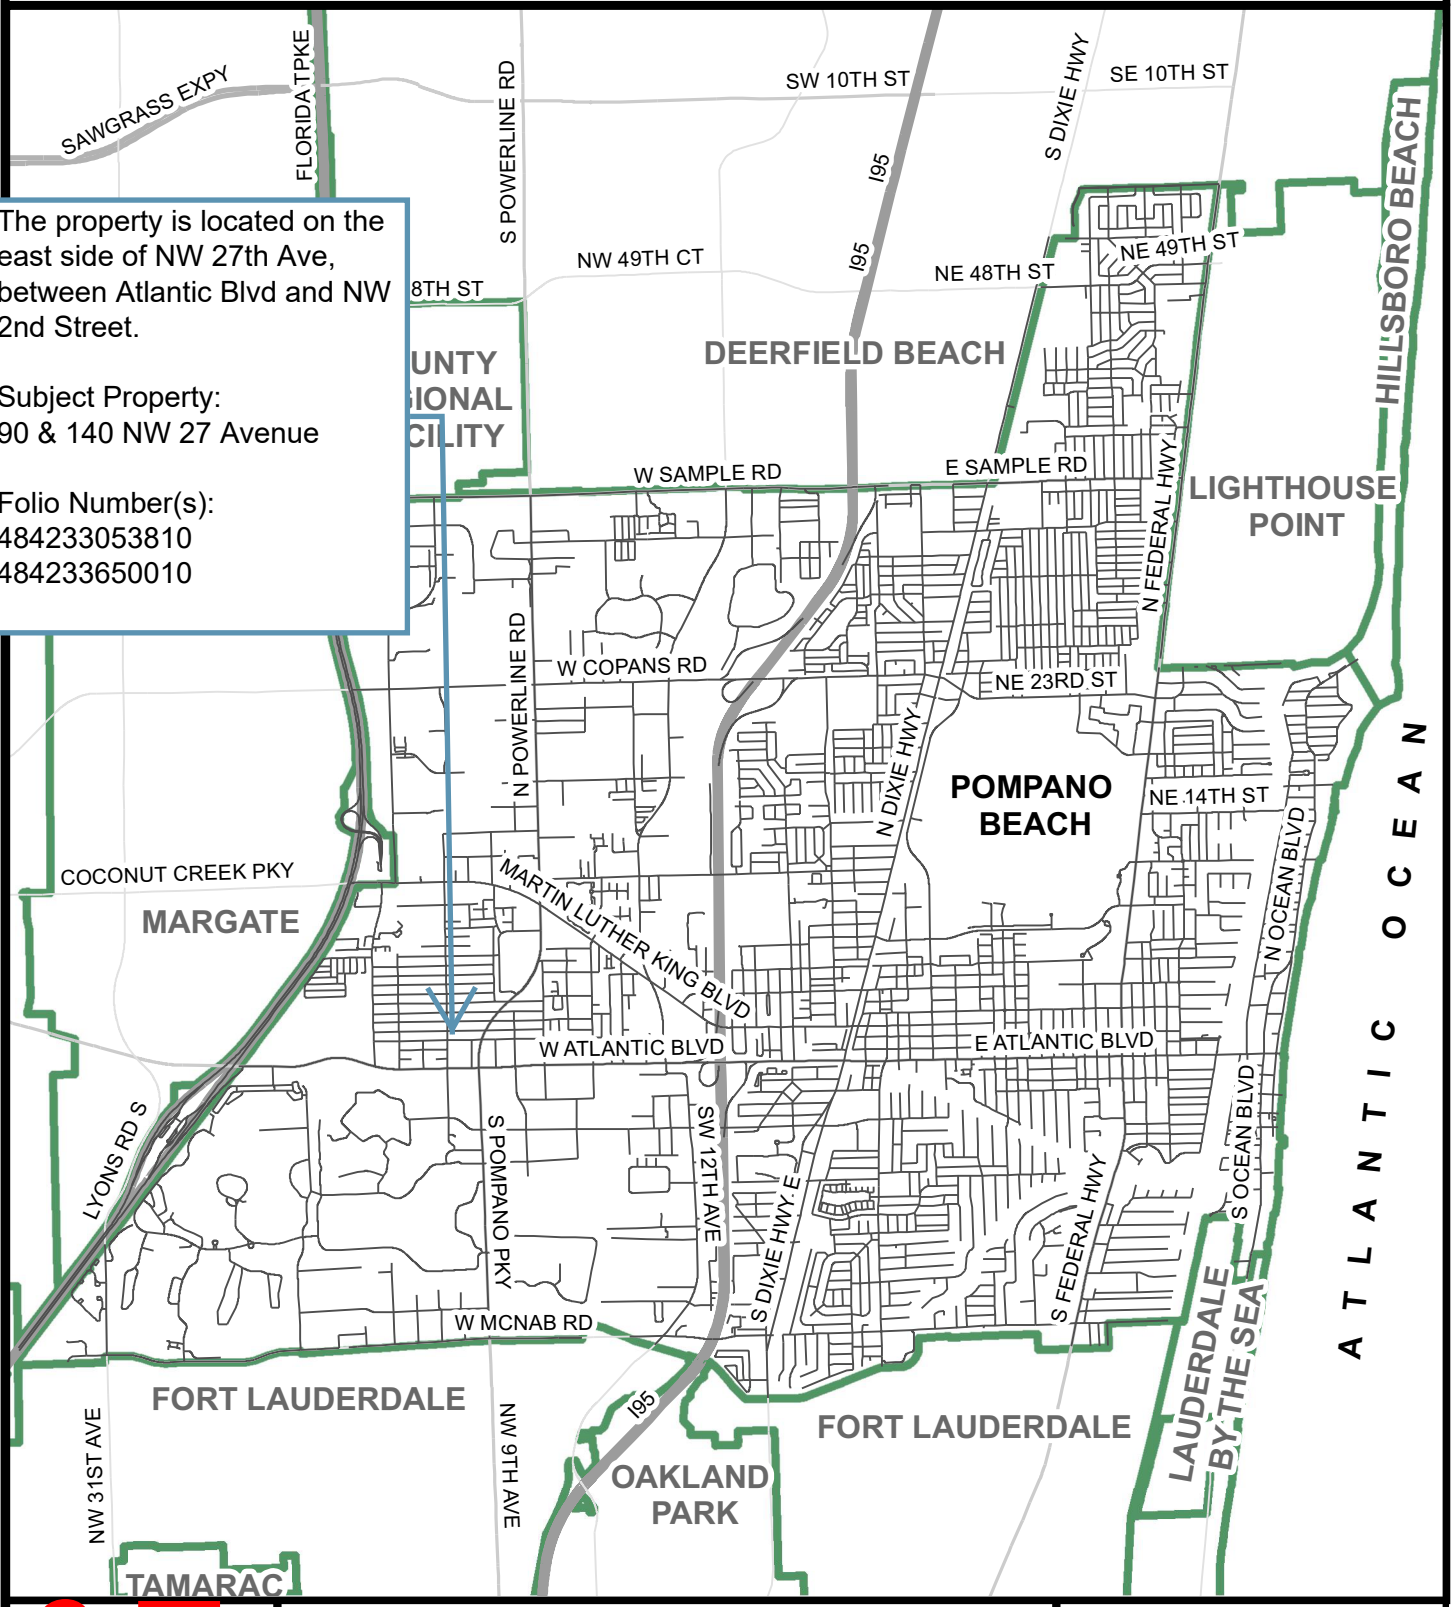 SAWGRASS EXPY
FLORIDA TPKE
S POWERLINE RD
SW 10TH ST
SE 10TH ST
S DIXIE HWY
I95
I95
HILLSBORO BEACH
The property is located on the
east side of NW 27th Ave,
between Atlantic Blvd and NW
2nd Street.
Subject Property:
90 & 140 NW 27 Avenue
Folio Number(s):
484233053810
484233650010
8TH ST
NW 49TH CT
NE 48TH ST
NE 49TH ST
UNTY
IONAL
CILITY
DEERFIELD BEACH
W SAMPLE RD
E SAMPLE RD
N FEDERAL HWY
LIGHTHOUSE
POINT
N POWERLINE RD
W COPANS RD
NE 23RD ST
N DIXIE HWY
POMPANO
BEACH
NE 14TH ST
N OCEAN BLVD
ATLANTIC OCEAN
COCONUT CREEK PKY
MARGATE
MARTIN LUTHER KING BLVD
W ATLANTIC BLVD
E ATLANTIC BLVD
LYONS RD S
S POMPANO PKY
SW 12TH AVE
S DIXIE HWY E
S FEDERAL HWY
S OCEAN BLVD
W MCNAB RD
FORT LAUDERDALE
FORT LAUDERDALE
LAUDERDALE
BY THE SEA
NW 31ST AVE
NW 9TH AVE
I95
OAKLAND
PARK
TAMARAC